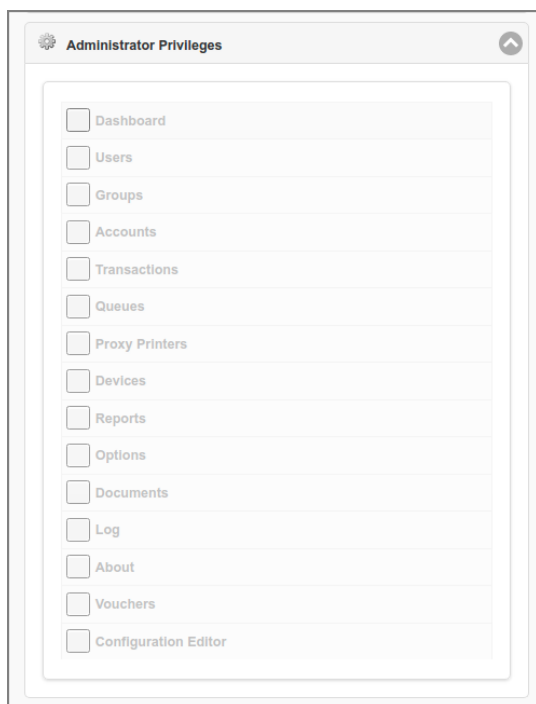 Administrator Privileges
Dashboard
Users
Groups
Accounts
Transactions
Queues
Proxy Printers
Devices
Reports
Options
Documents
Log
About
Vouchers
Configuration Editor